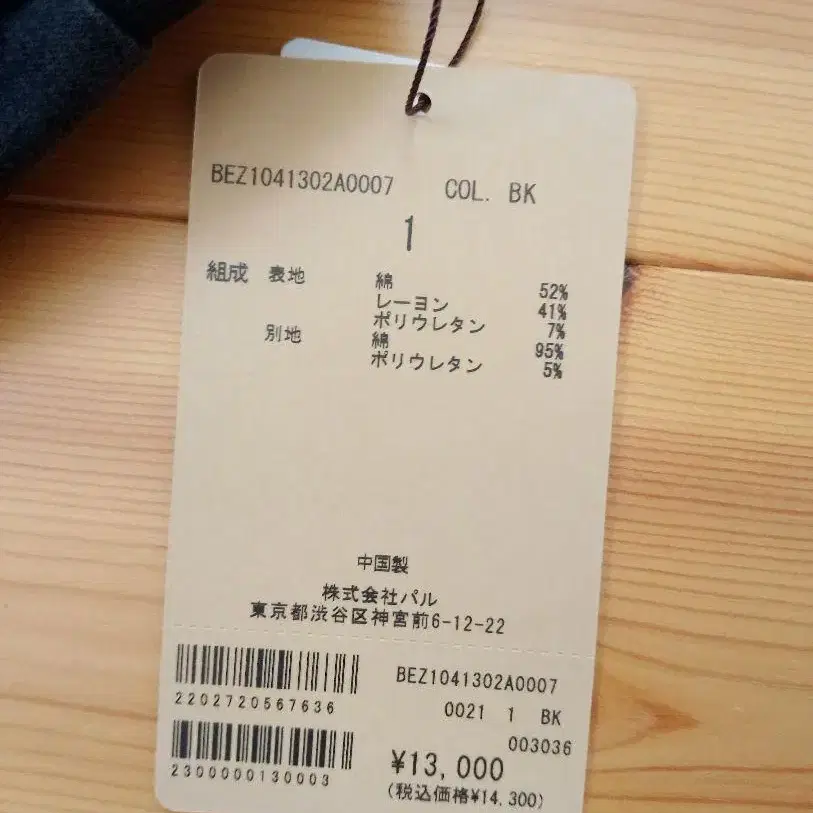 BEZ1041302A0007 COL. BK
1
組成 表地 綿 52%
レーヨン 41%
ポリウレタン 7%
別地 綿 95%
ポリウレタン 5%
中国製
株式会社パル
東京都渋谷区神宮前6-12-22
2202720567636
BEZ1041302A0007
0021 1 BK
003036
2300000130003
¥13,000
(税込価格¥14,300)